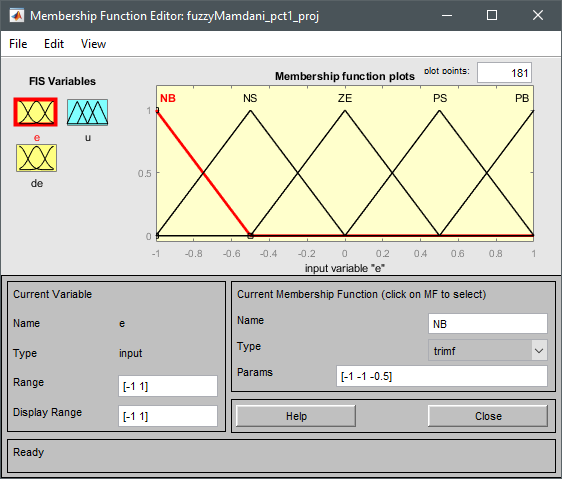 Membership Function Editor: fuzzyMamdani_pct1_proj
File Edit View
FIS Variables
e
u
de
Membership function plots
plot points:
181
NB NS ZE PS PB
1
0.5
0
-1 -0.8 -0.6 -0.4 -0.2 0 0.2 0.4 0.6 0.8 1
input variable "e"
Current Variable
Name e
Type input
Range [-1 1]
Display Range [-1 1]
Current Membership Function (click on MF to select)
Name NB
Type trimf
Params [-1 -1 -0.5]
Help Close
Ready